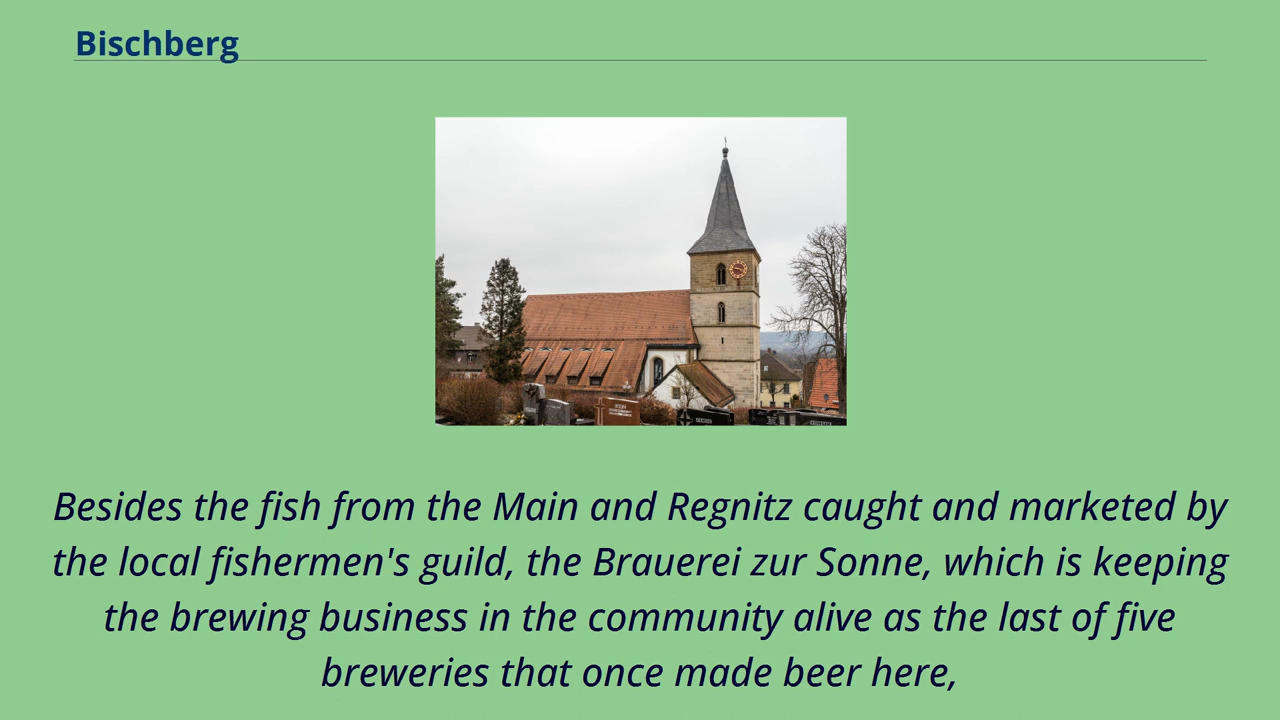 Bischberg
Besides the fish from the Main and Regnitz caught and marketed by
the local fishermen's guild, the Brauerei zur Sonne, which is keeping
the brewing business in the community alive as the last of five
breweries that once made beer here,